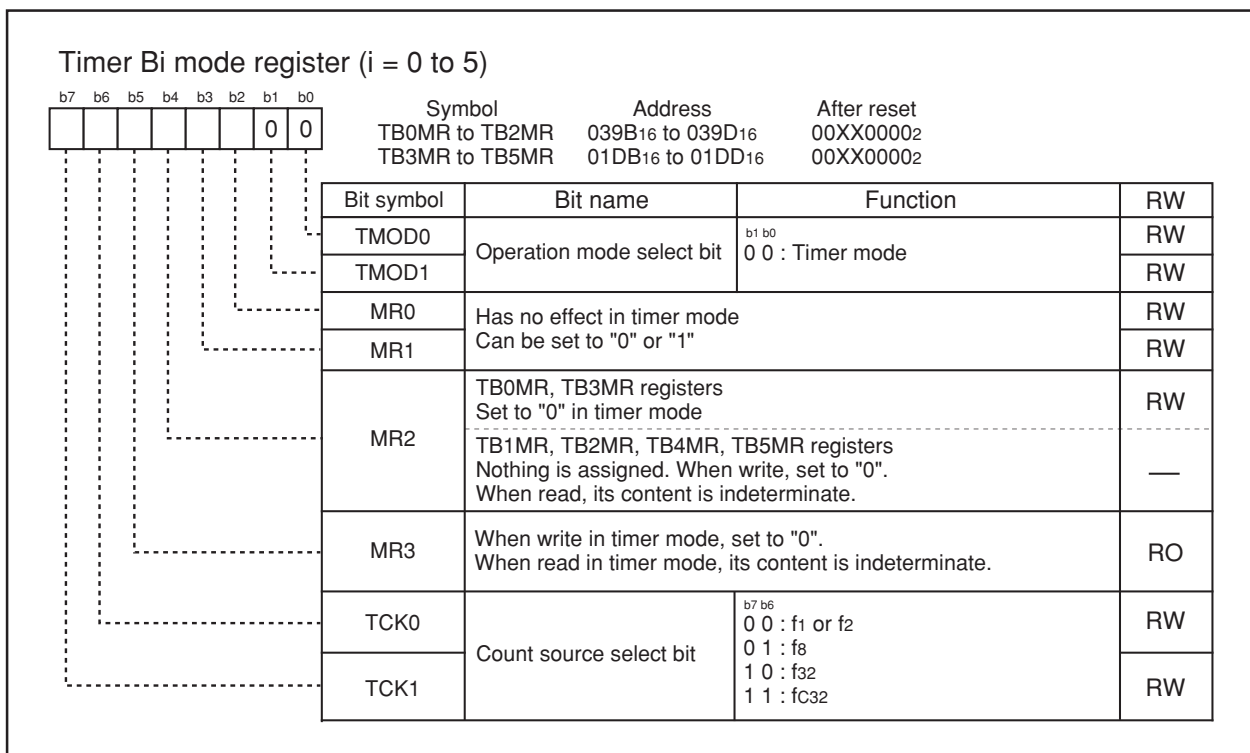 Timer Bi mode register (i = 0 to 5)
b7 b6 b5 b4 b3 b2 b1 b0
0 0
Symbol Address After reset
TB0MR to TB2MR 039B16 to 039D16 00XX00002
TB3MR to TB5MR 01DB16 to 01DD16 00XX00002
Bit symbol Bit name Function RW
TMOD0 Operation mode select bit b1 b0 RW
0 0 : Timer mode
TMOD1 RW
MR0 Has no effect in timer mode RW
MR1 Can be set to "0" or "1" RW
MR2 TB0MR, TB3MR registers RW
Set to "0" in timer mode
TB1MR, TB2MR, TB4MR, TB5MR registers
Nothing is assigned. When write, set to "0". —
When read, its content is indeterminate.
MR3 When write in timer mode, set to "0". RO
When read in timer mode, its content is indeterminate.
TCK0 Count source select bit b7 b6 RW
0 0 : f1 or f2
0 1 : f8
TCK1 1 0 : f32 RW
1 1 : fC32